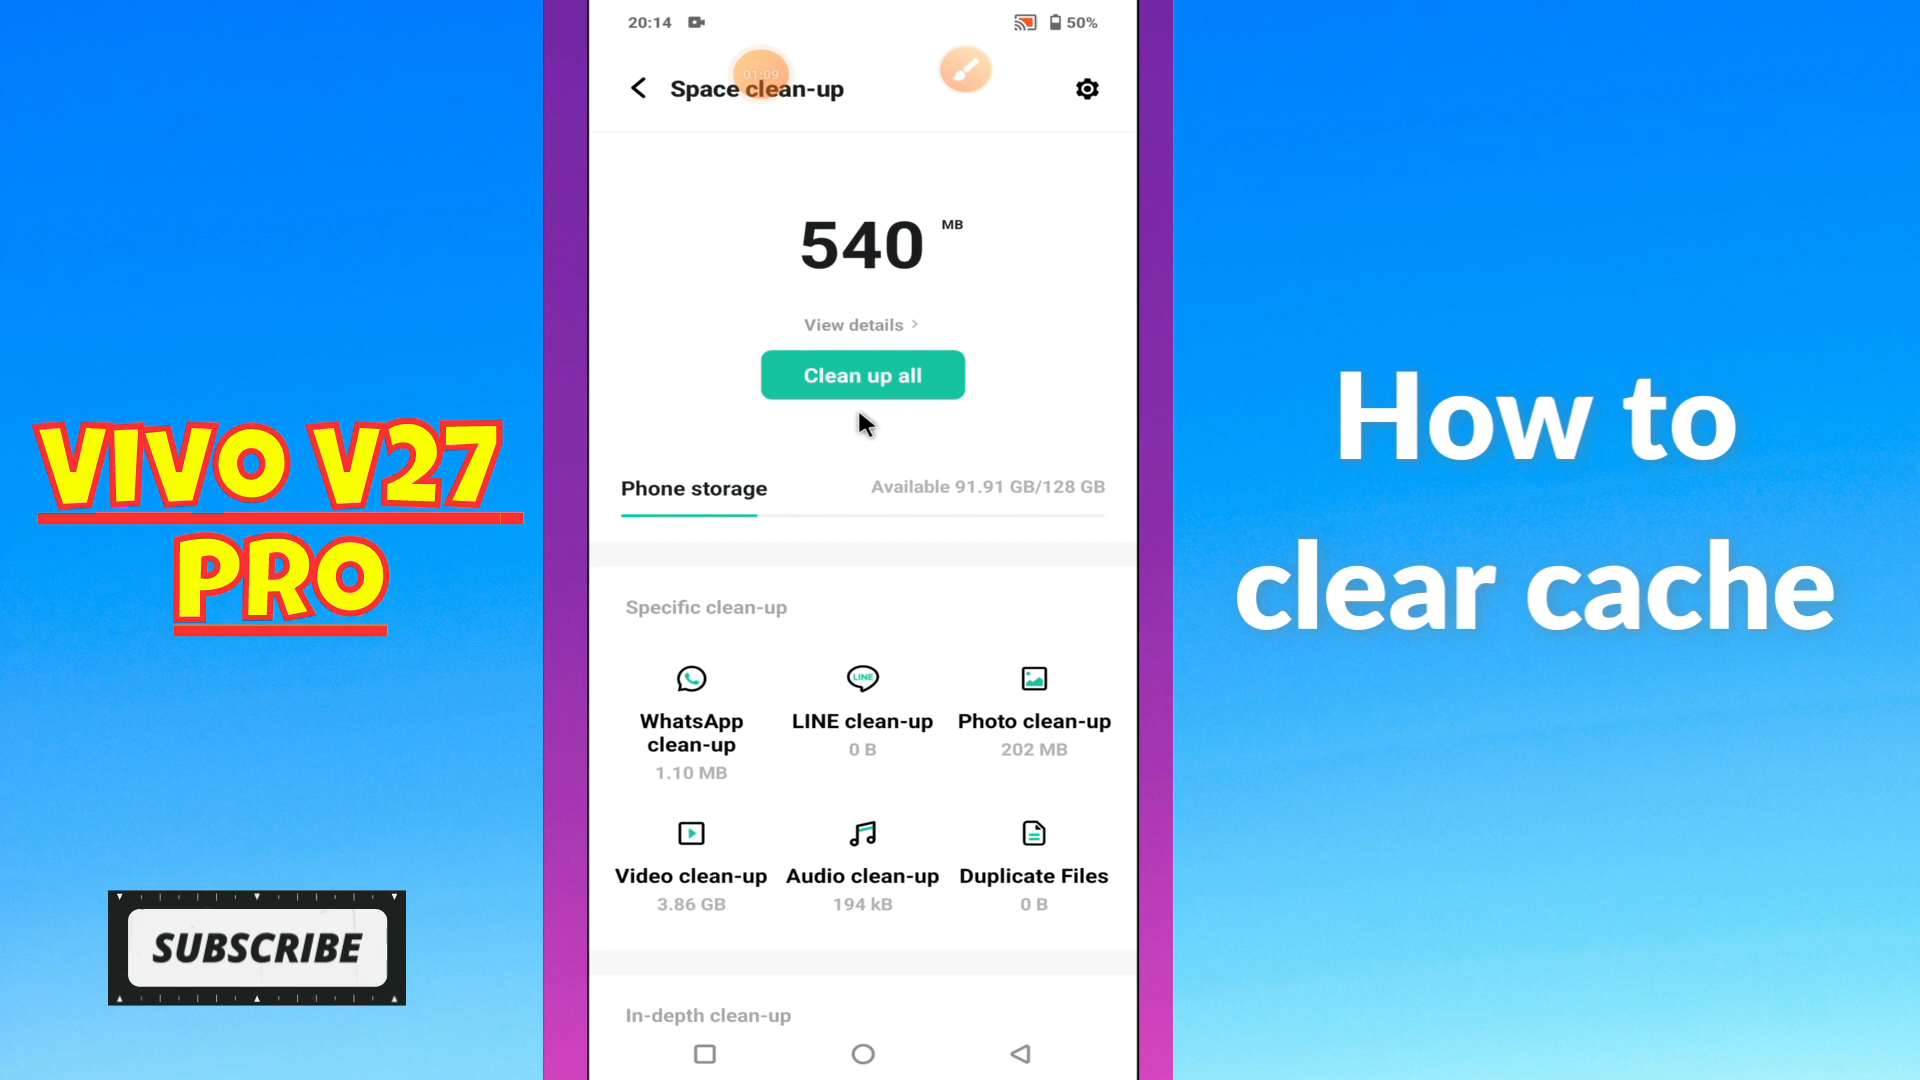 20:14
50%
01:09
Space clean-up
540 MB
View details
Clean up all
Phone storage
Available 91.91 GB/128 GB
Specific clean-up
WhatsApp
clean-up
1.10 MB
LINE
LINE clean-up
0 B
Photo clean-up
202 MB
Video clean-up
3.86 GB
Audio clean-up
194 kB
Duplicate Files
0 B
In-depth clean-up
VIVO V27
PRO
SUBSCRIBE
How to
clear cache